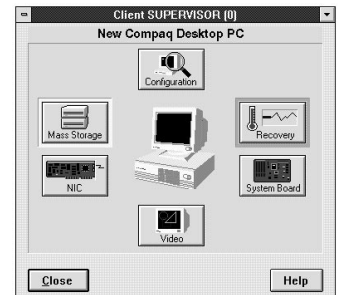 Client SUPERVISOR (0)
New Compaq Desktop PC
Configuration
Mass Storage
Recovery
NIC
System Board
Video
Close
Help